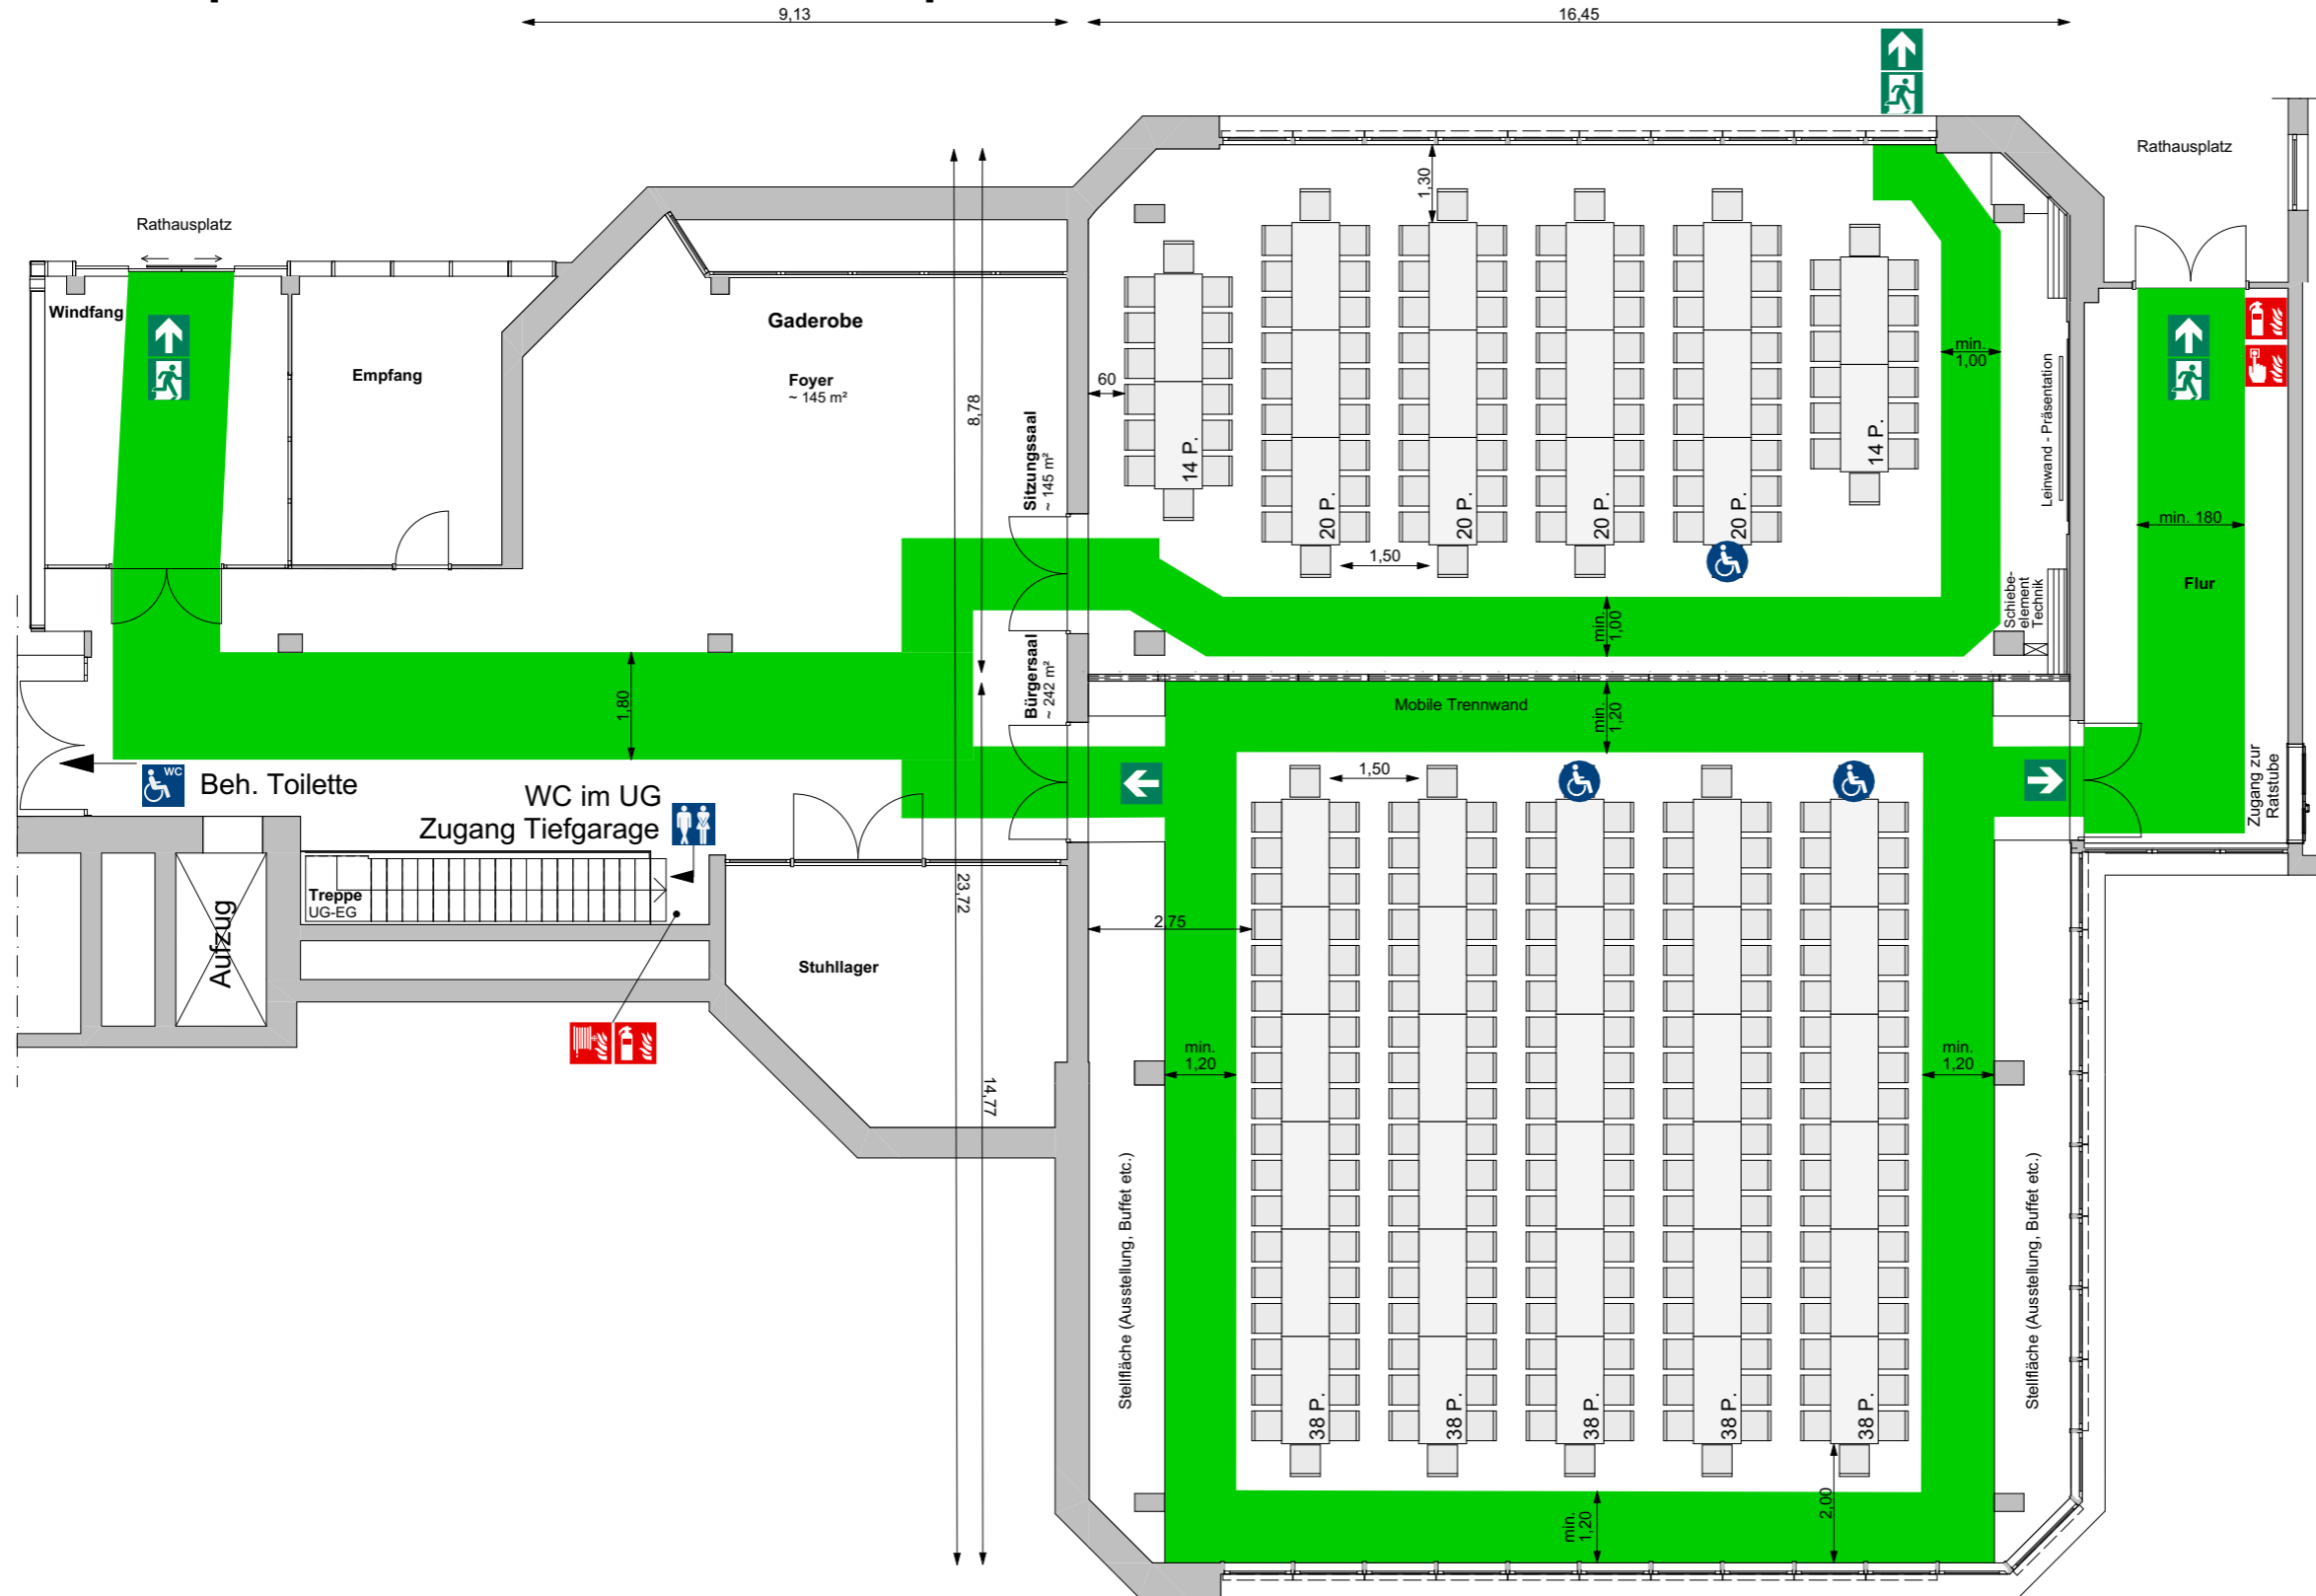 9,13
16,45
Rathausplatz
Rathausplatz
Windfang
Empfang
Gaderobe
Foyer
~ 145 m²
8,78
Sitzungssaal
~ 145 m²
1,30
60
14 P.
20 P.
20 P.
20 P.
20 P.
14 P.
1,50
min.
1,00
Leinwand - Präsentation
min. 180
Flur
Schiebe-
element
Technik
min.
1,00
Bürgersaal
~ 242 m²
1,80
Mobile Trennwand
min.
1,20
Zugang zur
Ratstube
WC
Beh. Toilette
WC im UG
Zugang Tiefgarage
1,50
Treppe
UG-EG
Aufzug
23,72
2,75
Stuhllager
14,77
min.
1,20
min.
1,20
Stellfläche (Ausstellung, Buffet etc.)
Stellfläche (Ausstellung, Buffet etc.)
38 P.
38 P.
38 P.
38 P.
38 P.
min.
1,20
2,00